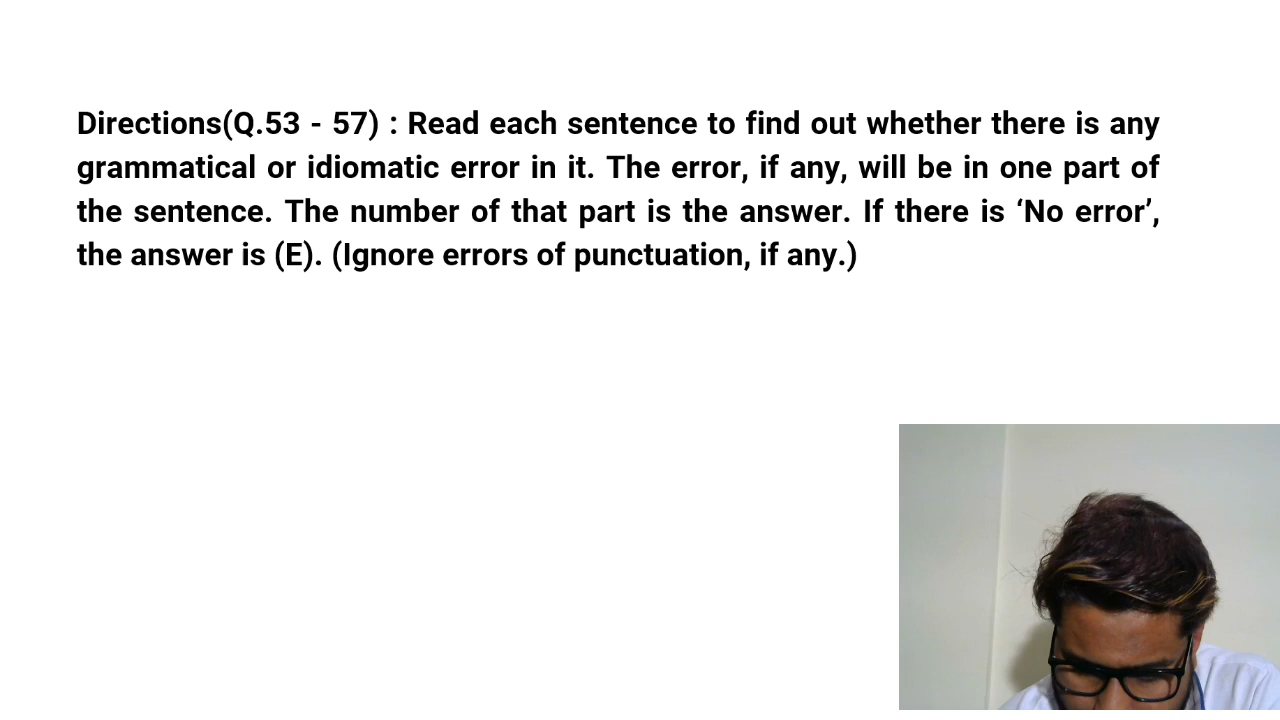 Directions(Q.53 - 57) : Read each sentence to find out whether there is any
grammatical or idiomatic error in it. The error, if any, will be in one part of
the sentence. The number of that part is the answer. If there is ‘No error’,
the answer is (E). (Ignore errors of punctuation, if any.)